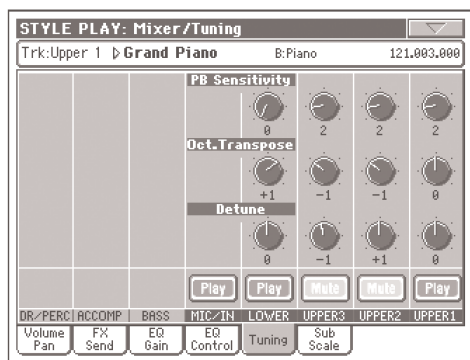 STYLE PLAY: Mixer/Tuning
Trk:Upper 1 ▷Grand Piano B:Piano 121.003.000
PB Sensitivity
0 2 2 2
Oct.Transpose
+1 -1 -1 0
Detune
0 -1 +1 0
Play Play Mute Mute Play
DR/PERC ACCOMP BASS MIC/IN LOWER UPPER3 UPPER2 UPPER1
Volume Pan FX Send EQ Gain EQ Control Tuning Sub Scale